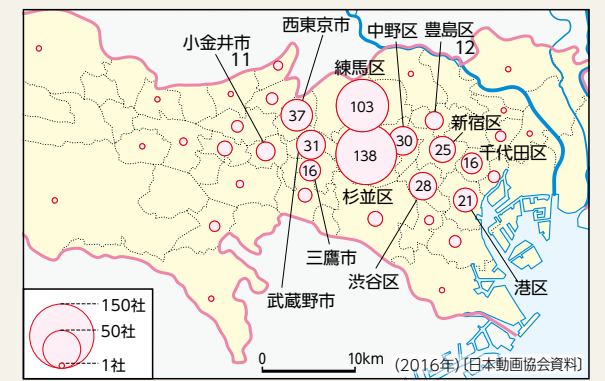 西東京市
中野区
豊島区
12
小金井市
11
練馬区
103
37
新宿区
31
30
25
千代田区
138
16
16
杉並区
28
21
三鷹市
渋谷区
港区
武蔵野市
150社
50社
1社
0
10km
(2016年)〔日本動画協会資料〕